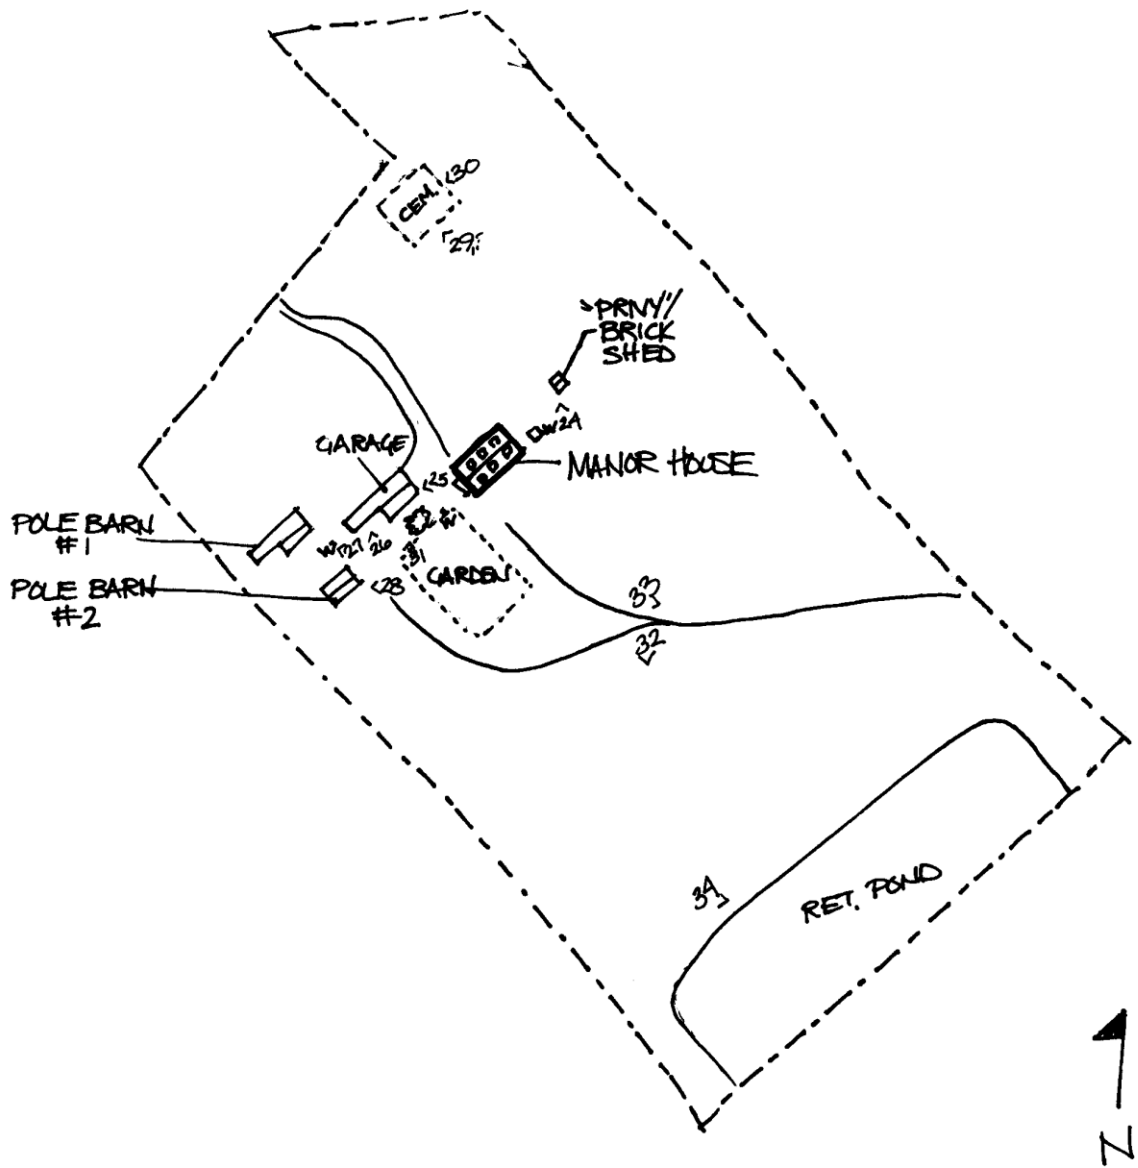 30
CEM.
29
"PRIVY"/
BRICK
SHED
24
MANOR HOUSE
GARAGE
25
POLE BARN
#1
27
26
31
GARDEN
28
POLE BARN
#2
33
32
34
RET. POND
N